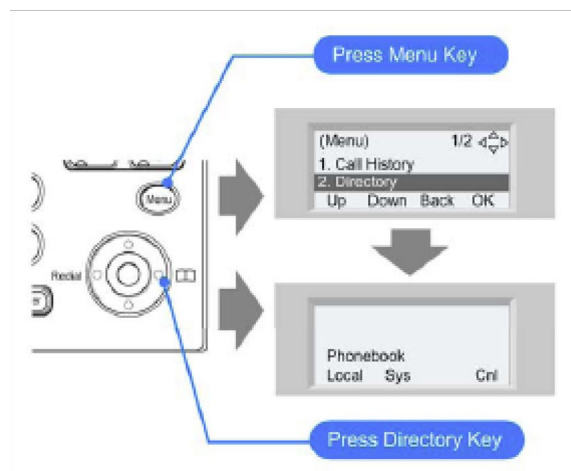 Press Menu Key
(Menu) 1/2
1. Call History
2. Directory
Up Down Back OK
Menu
Redial
Phonebook
Local Sys Cnl
Press Directory Key